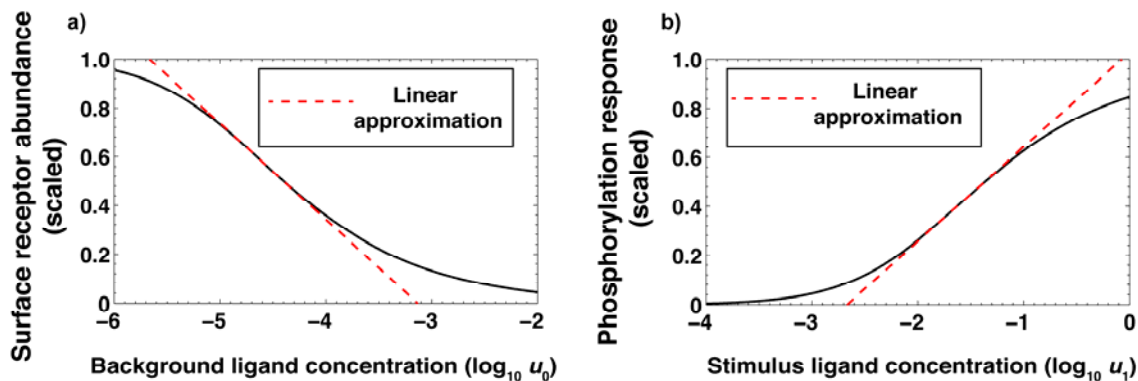 a)
Surface receptor abundance
(scaled)
1.0
0.8
0.6
0.4
0.2
0
Linear
approximation
−6
−5
−4
−3
−2
Background ligand concentration (log10 u0)
b)
Phosphorylation response
(scaled)
1.0
0.8
0.6
0.4
0.2
0
Linear
approximation
−4
−3
−2
−1
0
Stimulus ligand concentration (log10 u1)